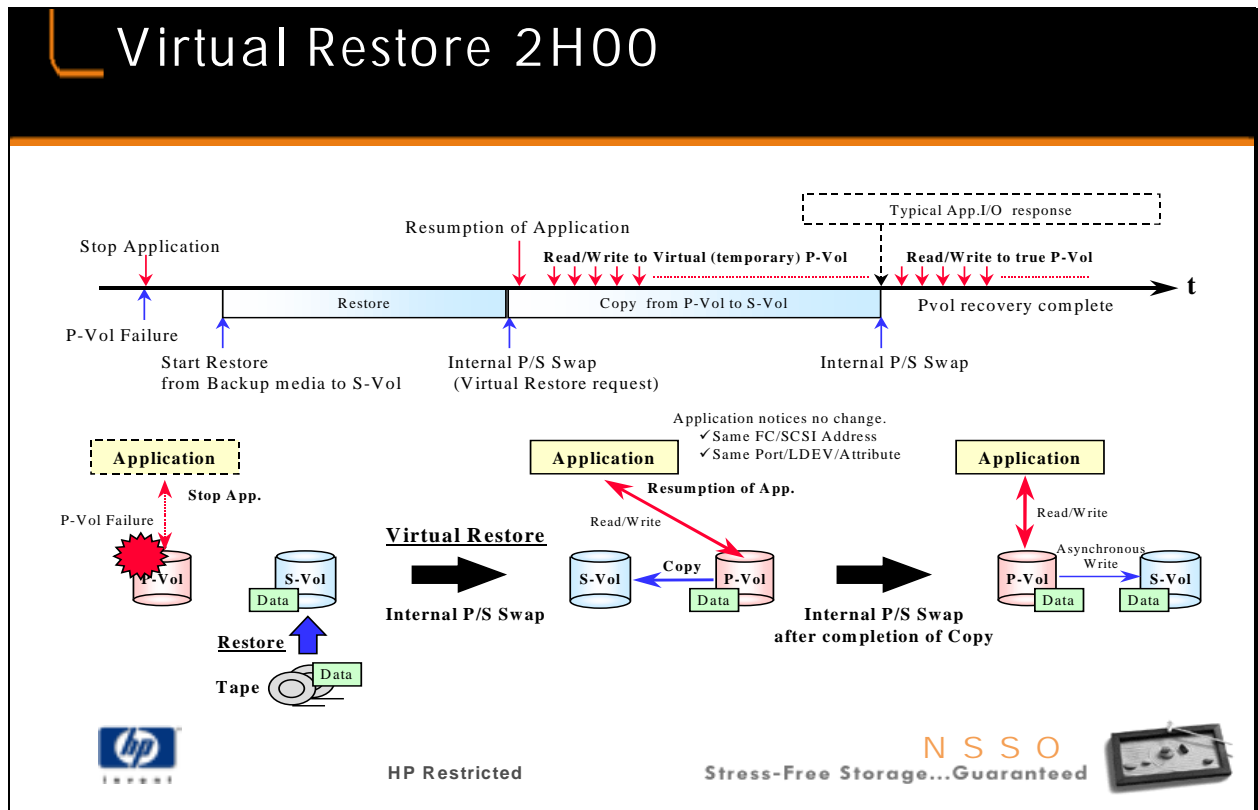 Virtual Restore 2H00
Typical App.I/O response
Resumption of Application
Stop Application
Read/Write to Virtual (temporary) P-Vol
Read/Write to true P-Vol
t
Restore
Copy from P-Vol to S-Vol
Pvol recovery complete
P-Vol Failure
Start Restore
from Backup media to S-Vol
Internal P/S Swap
(Virtual Restore request)
Internal P/S Swap
Application notices no change.
✓Same FC/SCSI Address
✓Same Port/LDEV/Attribute
Application
Stop App.
P-Vol Failure
P-Vol
S-Vol
Data
Restore
Tape
Data
Virtual Restore
Internal P/S Swap
Application
Resumption of App.
Read/Write
S-Vol
Copy
P-Vol
Data
Internal P/S Swap
after completion of Copy
Application
Read/Write
Asynchronous
Write
P-Vol
S-Vol
Data
Data
hp
invent
HP Restricted
NSSO
Stress-Free Storage...Guaranteed